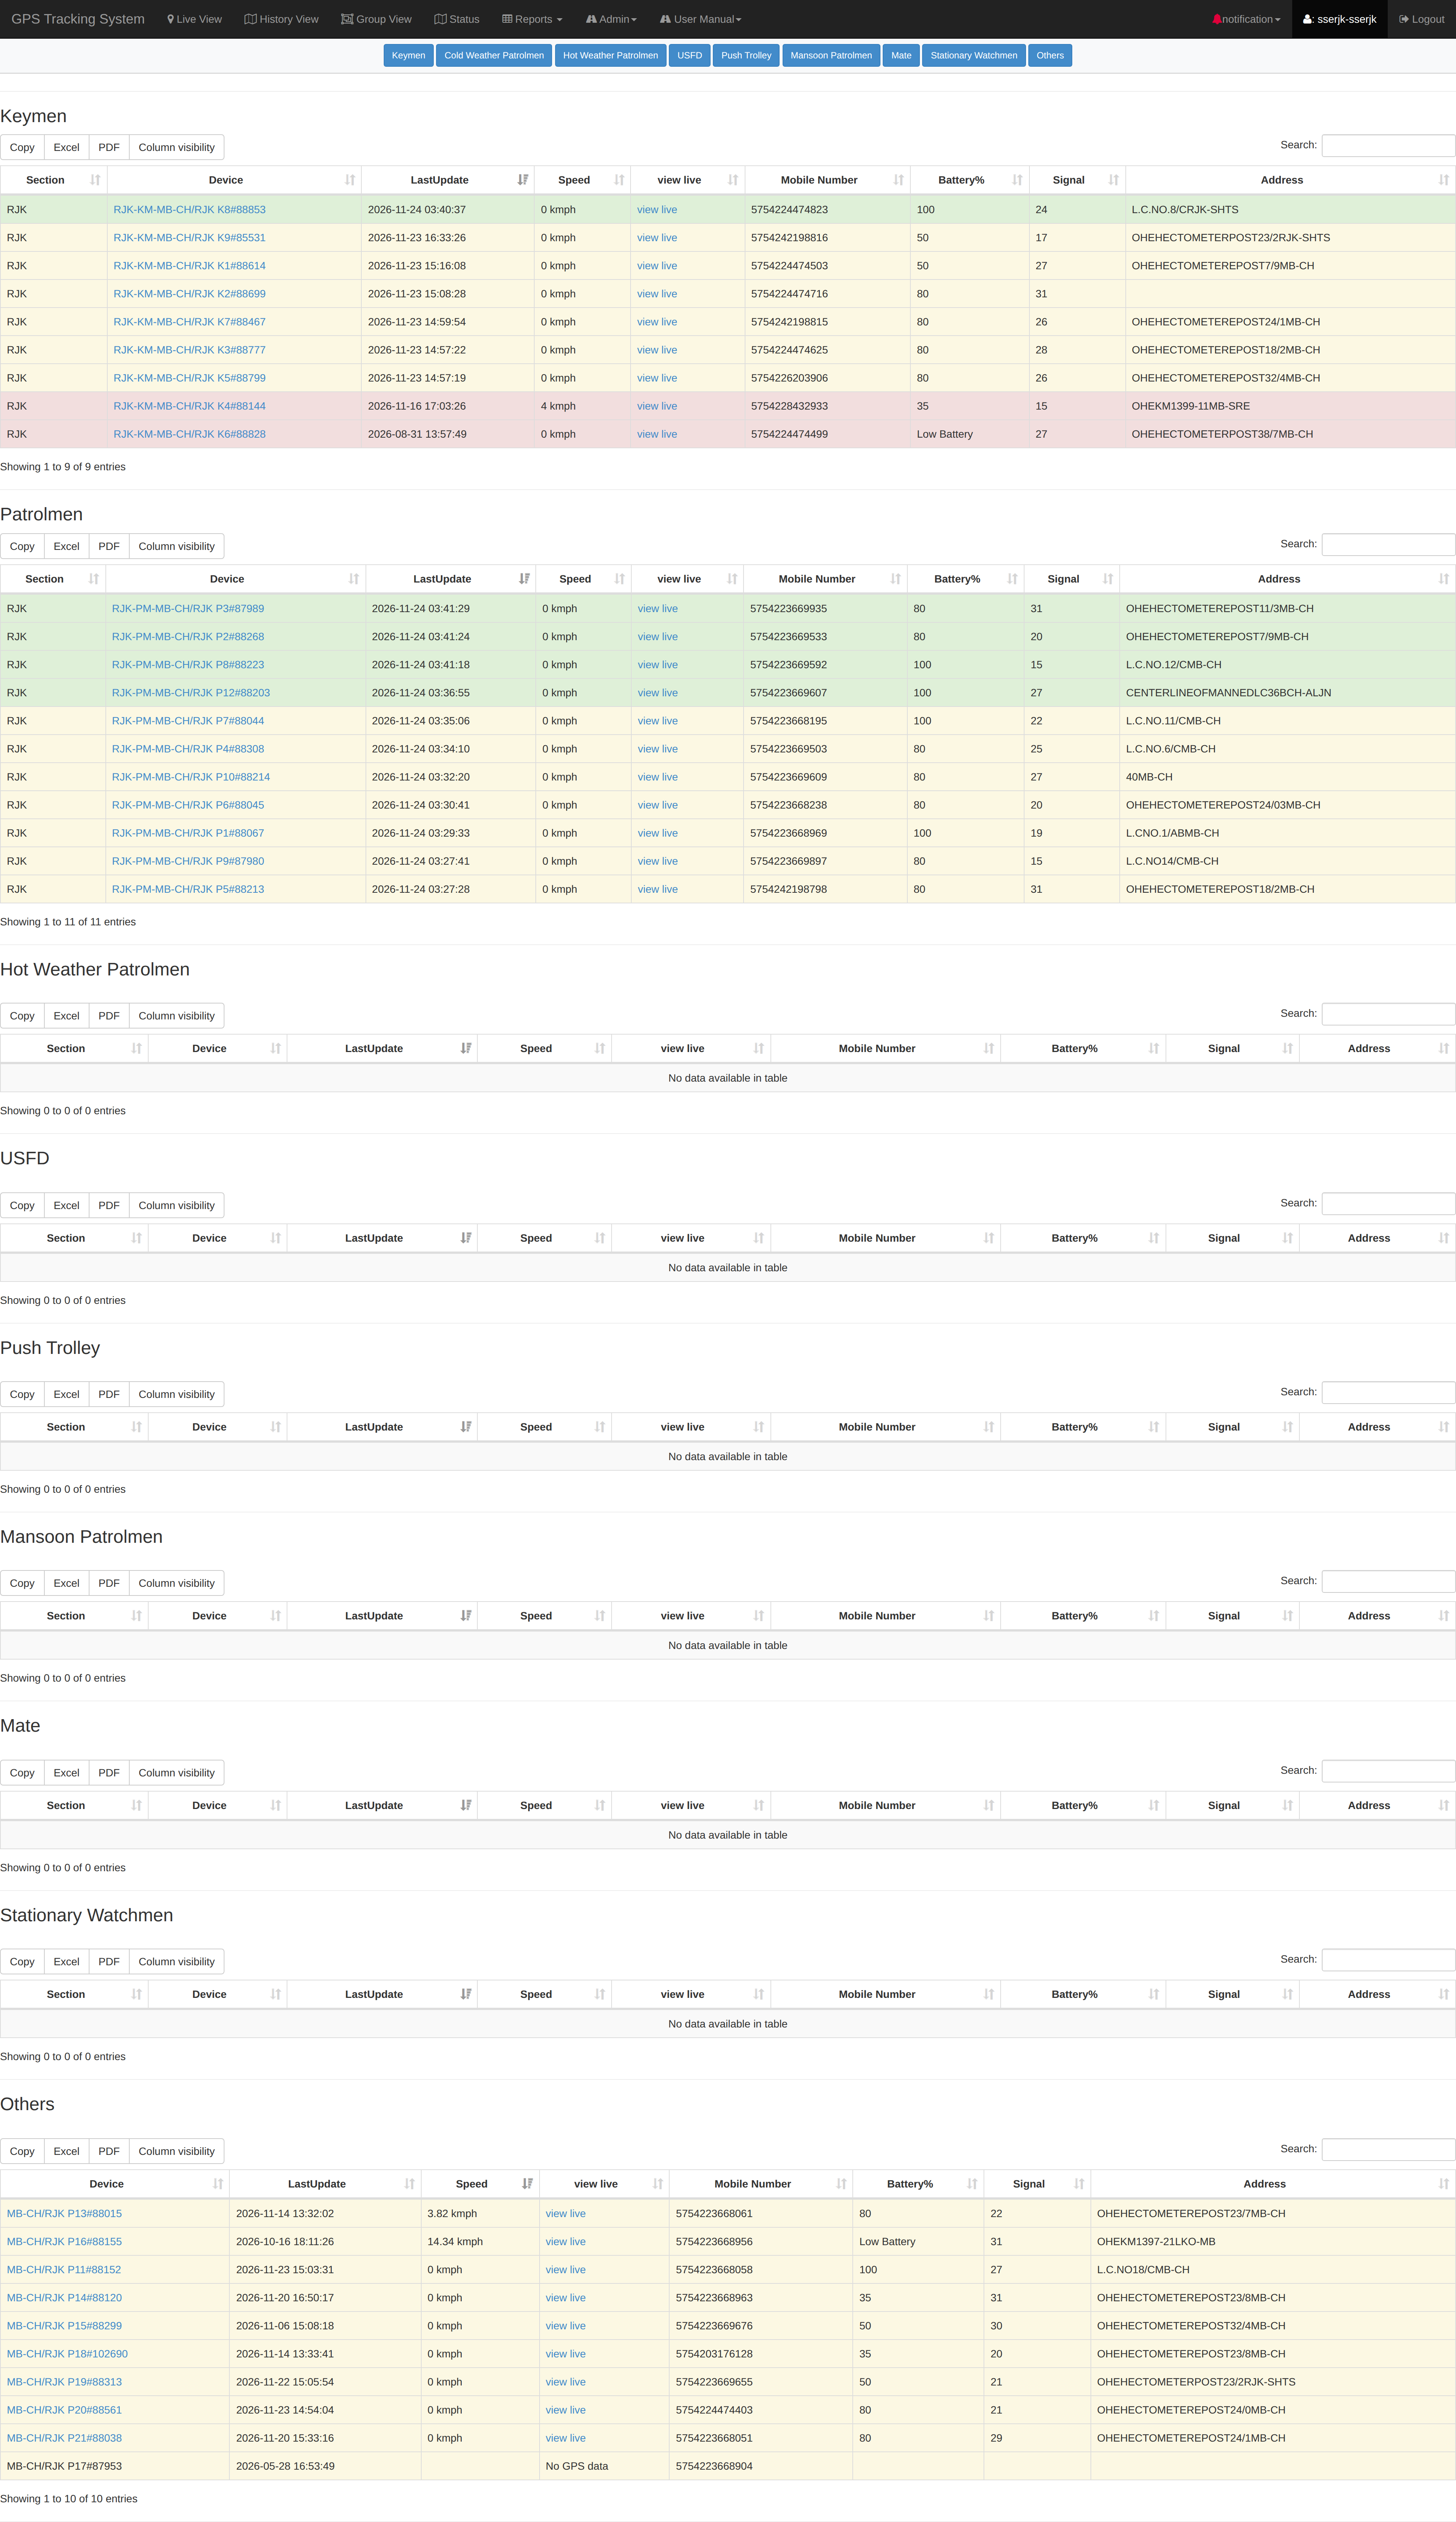 GPS Tracking System Live View History View Group View Status Reports Admin User Manual notification : sserjk-sserjk Logout
Keymen Cold Weather Patrolmen Hot Weather Patrolmen USFD Push Trolley Mansoon Patrolmen Mate Stationary Watchmen Others
Keymen
Copy Excel PDF Column visibility Search:
Section Device LastUpdate Speed view live Mobile Number Battery% Signal Address
RJK RJK-KM-MB-CH/RJK K8#88853 2026-11-24 03:40:37 0 kmph view live 5754224474823 100 24 L.C.NO.8/CRJK-SHTS
RJK RJK-KM-MB-CH/RJK K9#85531 2026-11-23 16:33:26 0 kmph view live 5754242198816 50 17 OHEHECTOMETERPOST23/2RJK-SHTS
RJK RJK-KM-MB-CH/RJK K1#88614 2026-11-23 15:16:08 0 kmph view live 5754224474503 50 27 OHEHECTOMETEREPOST7/9MB-CH
RJK RJK-KM-MB-CH/RJK K2#88699 2026-11-23 15:08:28 0 kmph view live 5754224474716 80 31
RJK RJK-KM-MB-CH/RJK K7#88467 2026-11-23 14:59:54 0 kmph view live 5754242198815 80 26 OHEHECTOMETEREPOST24/1MB-CH
RJK RJK-KM-MB-CH/RJK K3#88777 2026-11-23 14:57:22 0 kmph view live 5754224474625 80 28 OHEHECTOMETEREPOST18/2MB-CH
RJK RJK-KM-MB-CH/RJK K5#88799 2026-11-23 14:57:19 0 kmph view live 5754226203906 80 26 OHEHECTOMETEREPOST32/4MB-CH
RJK RJK-KM-MB-CH/RJK K4#88144 2026-11-16 17:03:26 4 kmph view live 5754228432933 35 15 OHEKM1399-11MB-SRE
RJK RJK-KM-MB-CH/RJK K6#88828 2026-08-31 13:57:49 0 kmph view live 5754224474499 Low Battery 27 OHEHECTOMETERPOST38/7MB-CH
Showing 1 to 9 of 9 entries
Patrolmen
Copy Excel PDF Column visibility Search:
Section Device LastUpdate Speed view live Mobile Number Battery% Signal Address
RJK RJK-PM-MB-CH/RJK P3#87989 2026-11-24 03:41:29 0 kmph view live 5754223669935 80 31 OHEHECTOMETEREPOST11/3MB-CH
RJK RJK-PM-MB-CH/RJK P2#88268 2026-11-24 03:41:24 0 kmph view live 5754223669533 80 20 OHEHECTOMETEREPOST7/9MB-CH
RJK RJK-PM-MB-CH/RJK P8#88223 2026-11-24 03:41:18 0 kmph view live 5754223669592 100 15 L.C.NO.12/CMB-CH
RJK RJK-PM-MB-CH/RJK P12#88203 2026-11-24 03:36:55 0 kmph view live 5754223669607 100 27 CENTERLINEOFMANNEDLC36BCH-ALJN
RJK RJK-PM-MB-CH/RJK P7#88044 2026-11-24 03:35:06 0 kmph view live 5754223668195 100 22 L.C.NO.11/CMB-CH
RJK RJK-PM-MB-CH/RJK P4#88308 2026-11-24 03:34:10 0 kmph view live 5754223669503 80 25 L.C.NO.6/CMB-CH
RJK RJK-PM-MB-CH/RJK P10#88214 2026-11-24 03:32:20 0 kmph view live 5754223669609 80 27 40MB-CH
RJK RJK-PM-MB-CH/RJK P6#88045 2026-11-24 03:30:41 0 kmph view live 5754223668238 80 20 OHEHECTOMETEREPOST24/03MB-CH
RJK RJK-PM-MB-CH/RJK P1#88067 2026-11-24 03:29:33 0 kmph view live 5754223668969 100 19 L.CNO.1/ABMB-CH
RJK RJK-PM-MB-CH/RJK P9#87980 2026-11-24 03:27:41 0 kmph view live 5754223669897 80 15 L.C.NO14/CMB-CH
RJK RJK-PM-MB-CH/RJK P5#88213 2026-11-24 03:27:28 0 kmph view live 5754242198798 80 31 OHEHECTOMETEREPOST18/2MB-CH
Showing 1 to 11 of 11 entries
Hot Weather Patrolmen
Copy Excel PDF Column visibility Search:
Section Device LastUpdate Speed view live Mobile Number Battery% Signal Address
No data available in table
Showing 0 to 0 of 0 entries
USFD
Copy Excel PDF Column visibility Search:
Section Device LastUpdate Speed view live Mobile Number Battery% Signal Address
No data available in table
Showing 0 to 0 of 0 entries
Push Trolley
Copy Excel PDF Column visibility Search:
Section Device LastUpdate Speed view live Mobile Number Battery% Signal Address
No data available in table
Showing 0 to 0 of 0 entries
Mansoon Patrolmen
Copy Excel PDF Column visibility Search:
Section Device LastUpdate Speed view live Mobile Number Battery% Signal Address
No data available in table
Showing 0 to 0 of 0 entries
Mate
Copy Excel PDF Column visibility Search:
Section Device LastUpdate Speed view live Mobile Number Battery% Signal Address
No data available in table
Showing 0 to 0 of 0 entries
Stationary Watchmen
Copy Excel PDF Column visibility Search:
Section Device LastUpdate Speed view live Mobile Number Battery% Signal Address
No data available in table
Showing 0 to 0 of 0 entries
Others
Copy Excel PDF Column visibility Search:
Device LastUpdate Speed view live Mobile Number Battery% Signal Address
MB-CH/RJK P13#88015 2026-11-14 13:32:02 3.82 kmph view live 5754223668061 80 22 OHEHECTOMETEREPOST23/7MB-CH
MB-CH/RJK P16#88155 2026-10-16 18:11:26 14.34 kmph view live 5754223668956 Low Battery 31 OHEKM1397-21LKO-MB
MB-CH/RJK P11#88152 2026-11-23 15:03:31 0 kmph view live 5754223668058 100 27 L.C.NO18/CMB-CH
MB-CH/RJK P14#88120 2026-11-20 16:50:17 0 kmph view live 5754223668963 35 31 OHEHECTOMETEREPOST23/8MB-CH
MB-CH/RJK P15#88299 2026-11-06 15:08:18 0 kmph view live 5754223669676 50 30 OHEHECTOMETEREPOST32/4MB-CH
MB-CH/RJK P18#102690 2026-11-14 13:33:41 0 kmph view live 5754203176128 35 20 OHEHECTOMETEREPOST23/8MB-CH
MB-CH/RJK P19#88313 2026-11-22 15:05:54 0 kmph view live 5754223669655 50 21 OHEHECTOMETERPOST23/2RJK-SHTS
MB-CH/RJK P20#88561 2026-11-23 14:54:04 0 kmph view live 5754224474403 80 21 OHEHECTOMETEREPOST24/0MB-CH
MB-CH/RJK P21#88038 2026-11-20 15:33:16 0 kmph view live 5754223668051 80 29 OHEHECTOMETEREPOST24/1MB-CH
MB-CH/RJK P17#87953 2026-05-28 16:53:49 No GPS data 5754223668904
Showing 1 to 10 of 10 entries